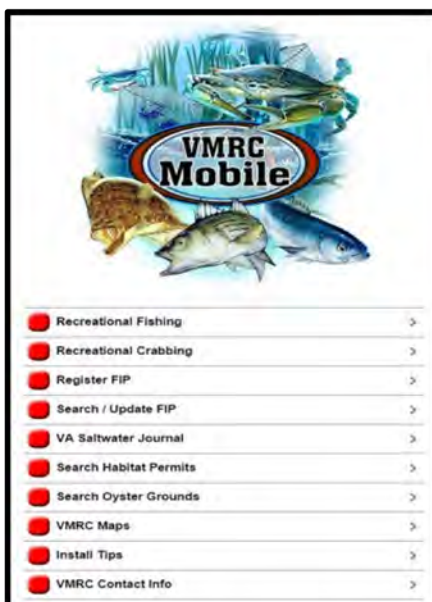 VMRC
Mobile
Recreational Fishing
Recreational Crabbing
Register FIP
Search / Update FIP
VA Saltwater Journal
Search Habitat Permits
Search Oyster Grounds
VMRC Maps
Install Tips
VMRC Contact Info